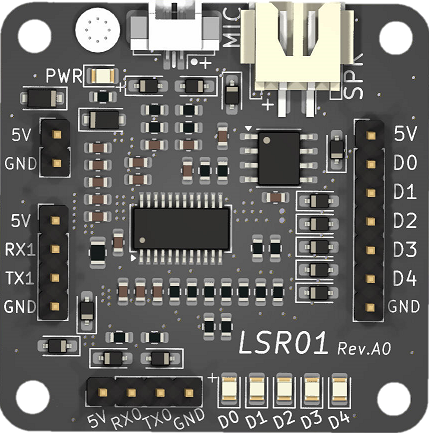 MIC
SPK
PWR
+
+
+
5V
GND
5V
RX1
TX1
GND
5V
D0
D1
D2
D3
D4
GND
LSR01 Rev.A0
5V RX0 TX0 GND
+
D0 D1 D2 D3 D4